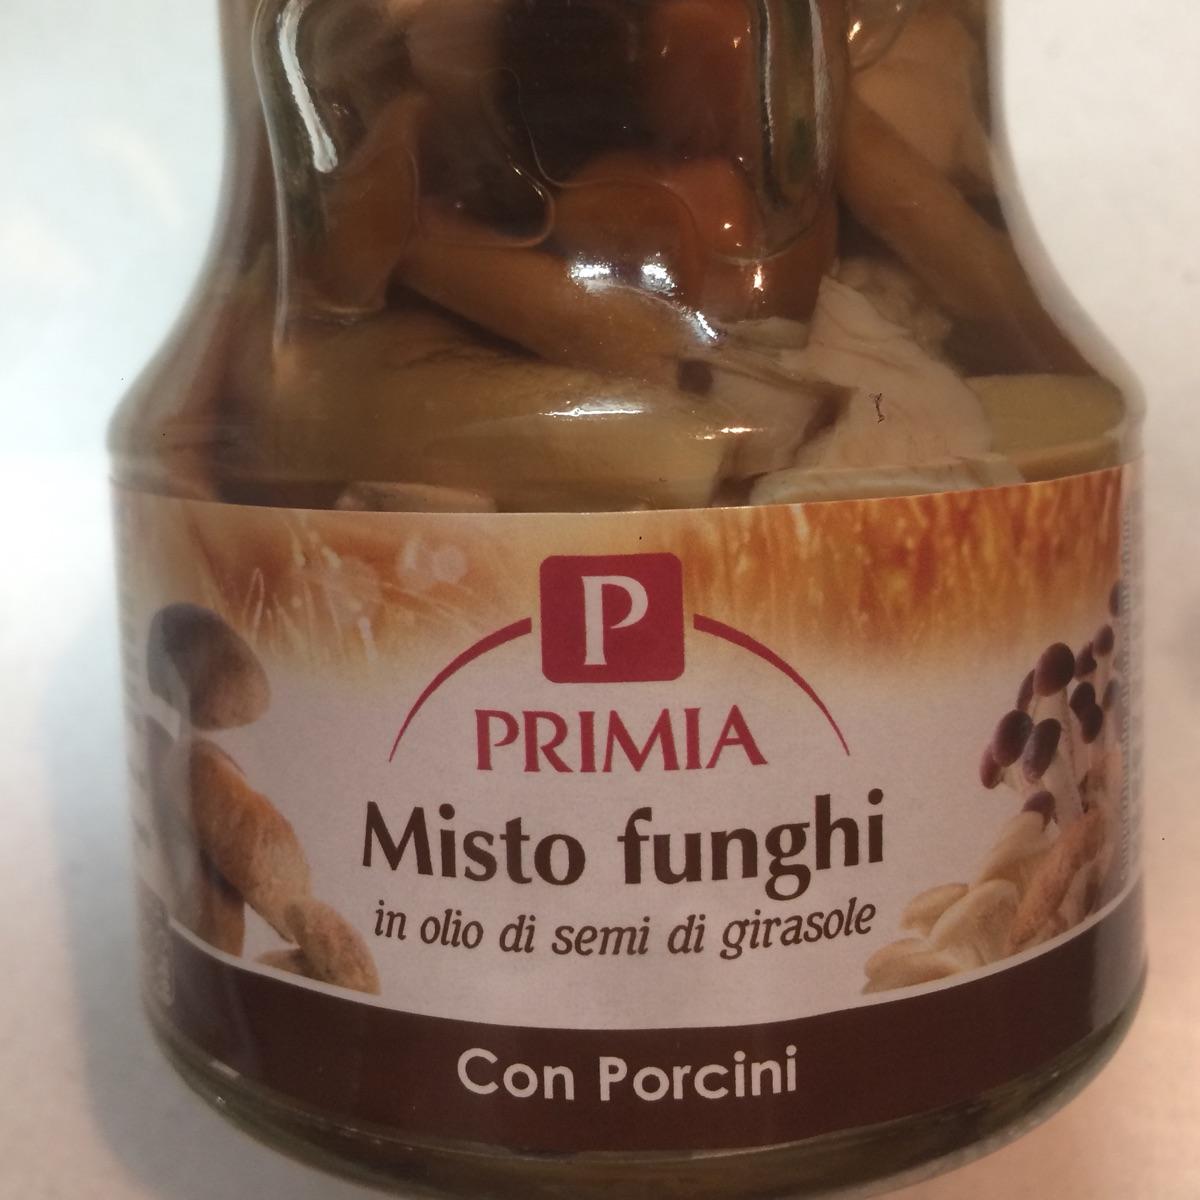 P
PRIMIA
Misto funghi
in olio di semi di girasole
Con Porcini